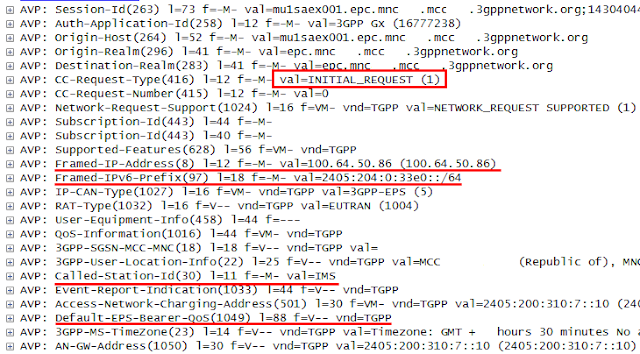 AVP: Session-Id(263) l=73 f=-M- val=mu1saex001.epc.mnc .mcc .3gppnetwork.org;1430404
AVP: Auth-Application-Id(258) l=12 f=-M- val=3GPP Gx (16777238)
AVP: Origin-Host(264) l=52 f=-M- val=mu1saex001.epc.mnc .mcc .3gppnetwork.org
AVP: Origin-Realm(296) l=41 f=-M- val=epc.mnc .mcc .3gppnetwork.org
AVP: Destination-Realm(283) l=41 f=-M- val=epc.mnc .mcc .3gppnetwork.org
AVP: CC-Request-Type(416) l=12 f=-M- val=INITIAL_REQUEST (1)
AVP: CC-Request-Number(415) l=12 f=-M- val=0
AVP: Network-Request-Support(1024) l=16 f=VM- vnd=TGPP val=NETWORK_REQUEST SUPPORTED (1)
AVP: Subscription-Id(443) l=44 f=-M-
AVP: Subscription-Id(443) l=40 f=-M-
AVP: Supported-Features(628) l=56 f=VM- vnd=TGPP
AVP: Framed-IP-Address(8) l=12 f=-M- val=100.64.50.86 (100.64.50.86)
AVP: Framed-IPv6-Prefix(97) l=18 f=-M- val=2405:204:0:33e0::/64
AVP: IP-CAN-Type(1027) l=16 f=VM- vnd=TGPP val=3GPP-EPS (5)
AVP: RAT-Type(1032) l=16 f=V-- vnd=TGPP val=EUTRAN (1004)
AVP: User-Equipment-Info(458) l=44 f=---
AVP: QoS-Information(1016) l=44 f=VM- vnd=TGPP
AVP: 3GPP-SGSN-MCC-MNC(18) l=18 f=V-- vnd=TGPP val=
AVP: 3GPP-User-Location-Info(22) l=25 f=V-- vnd=TGPP val=MCC (Republic of), MNC
AVP: Called-Station-Id(30) l=11 f=-M- val=IMS
AVP: Event-Report-Indication(1033) l=44 f=V-- vnd=TGPP
AVP: Access-Network-Charging-Address(501) l=30 f=VM- vnd=TGPP val=2405:200:310:7::10 (240
AVP: Default-EPS-Bearer-QoS(1049) l=88 f=V-- vnd=TGPP
AVP: 3GPP-MS-TimeZone(23) l=14 f=V-- vnd=TGPP val=Timezone: GMT + hours 30 minutes No a
AVP: AN-GW-Address(1050) l=30 f=V-- vnd=TGPP val=2405:200:310:7::10 (2405:200:310:7::